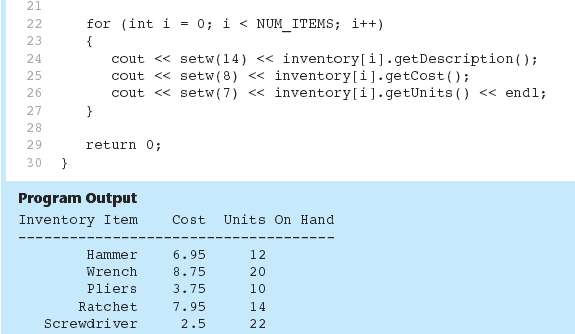 21
22 for (int i = 0; i < NUM_ITEMS; i++)
23 {
24 cout << setw(14) << inventory[i].getDescription();
25 cout << setw(8) << inventory[i].getCost();
26 cout << setw(7) << inventory[i].getUnits() << endl;
27 }
28
29 return 0;
30 }
Program Output
Inventory Item Cost Units On Hand
-------------------------------------
Hammer 6.95 12
Wrench 8.75 20
Pliers 3.75 10
Ratchet 7.95 14
Screwdriver 2.5 22